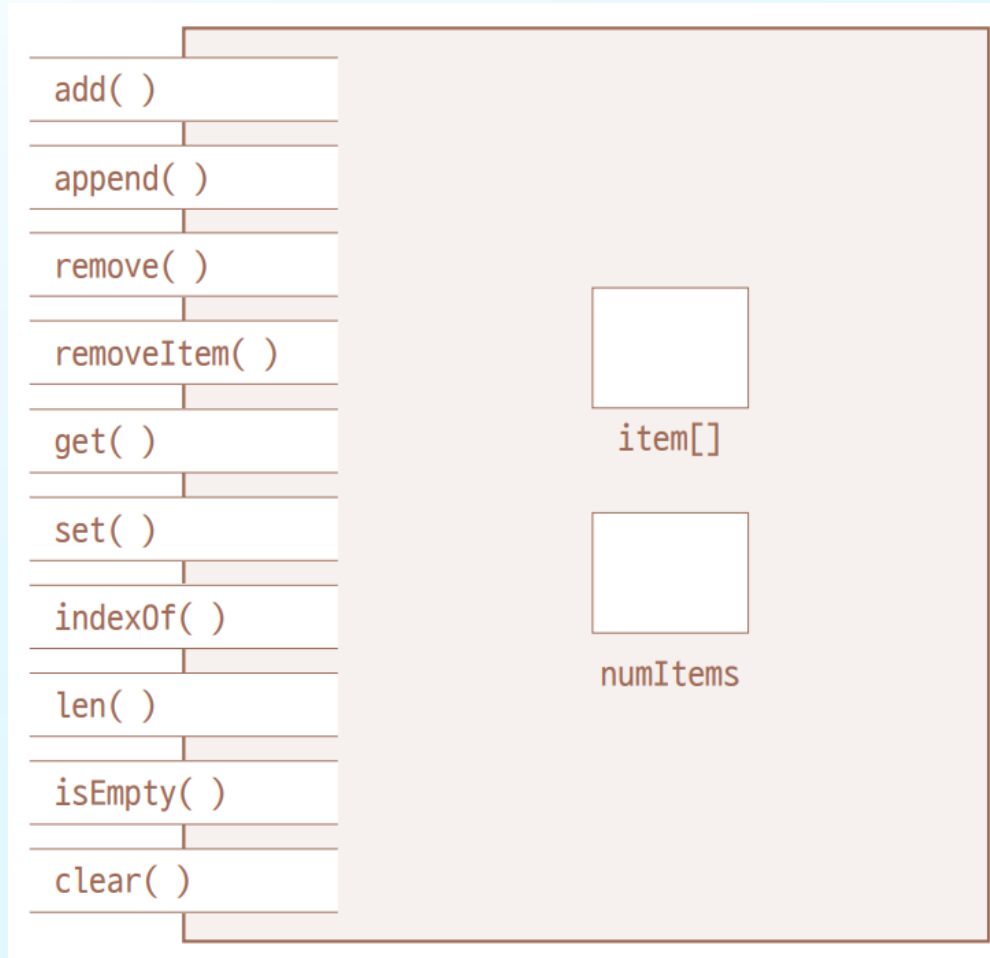 add( )
append( )
remove( )
removeItem( )
get( )
set( )
indexOf( )
len( )
isEmpty( )
clear( )
item[]
numItems